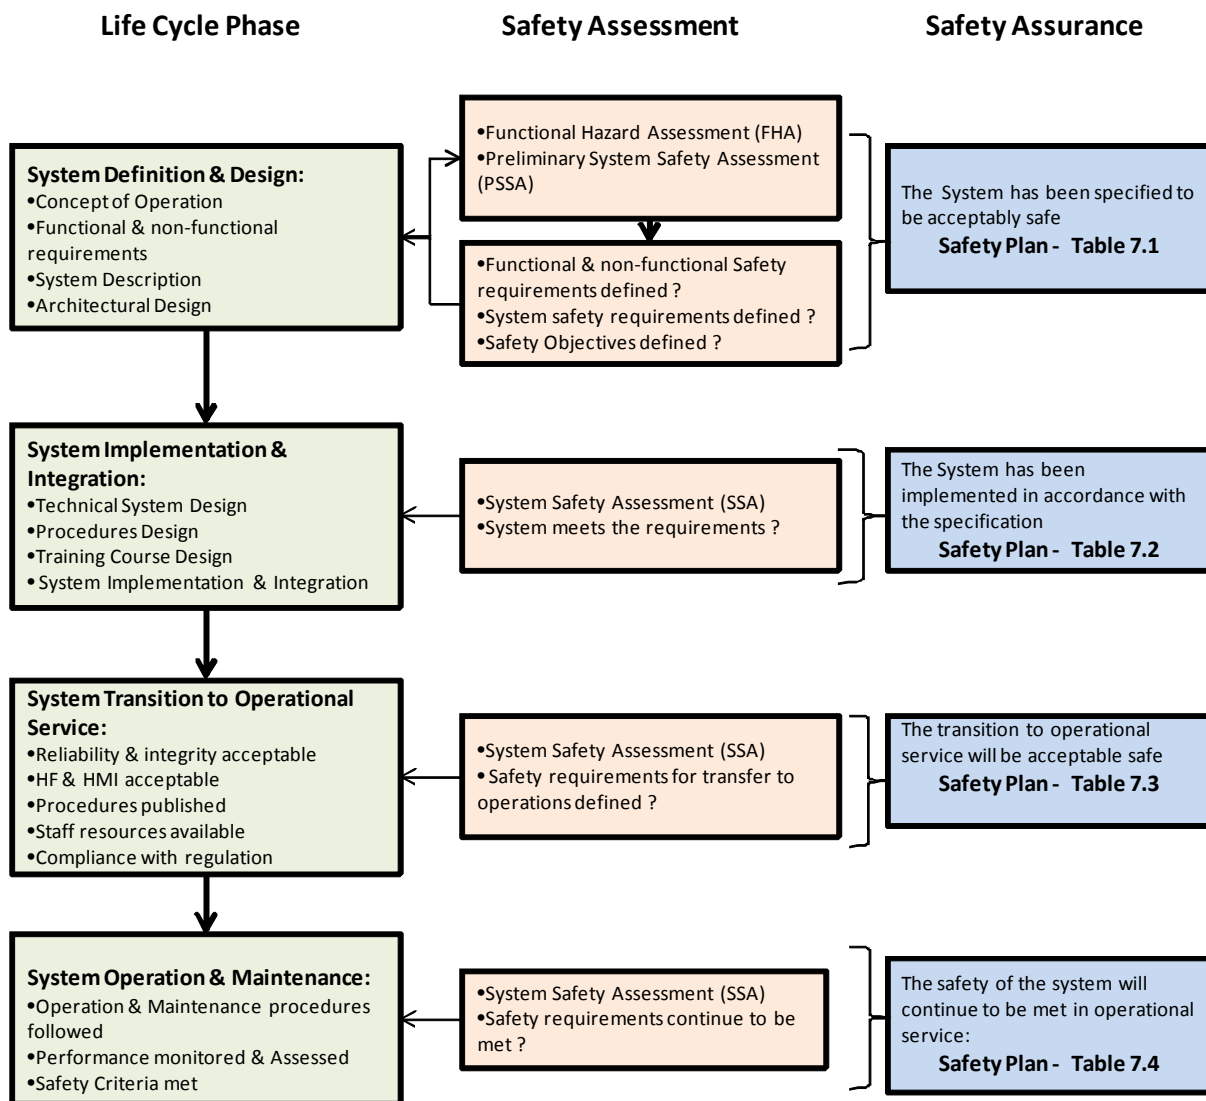 Life Cycle Phase
Safety Assessment
Safety Assurance
System Definition & Design:
•Concept of Operation
•Functional & non-functional
requirements
•System Description
•Architectural Design
•Functional Hazard Assessment (FHA)
•Preliminary System Safety Assessment
(PSSA)
•Functional & non-functional Safety
requirements defined ?
•System safety requirements defined ?
•Safety Objectives defined ?
The System has been specified to
be acceptably safe
Safety Plan - Table 7.1
System Implementation &
Integration:
•Technical System Design
•Procedures Design
•Training Course Design
•System Implementation & Integration
•System Safety Assessment (SSA)
•System meets the requirements ?
The System has been
implemented in accordance with
the specification
Safety Plan - Table 7.2
System Transition to Operational
Service:
•Reliability & integrity acceptable
•HF & HMI acceptable
•Procedures published
•Staff resources available
•Compliance with regulation
•System Safety Assessment (SSA)
•Safety requirements for transfer to
operations defined ?
The transition to operational
service will be acceptable safe
Safety Plan - Table 7.3
System Operation & Maintenance:
•Operation & Maintenance procedures
followed
•Performance monitored & Assessed
•Safety Criteria met
•System Safety Assessment (SSA)
•Safety requirements continue to be
met ?
The safety of the system will
continue to be met in operational
service:
Safety Plan - Table 7.4